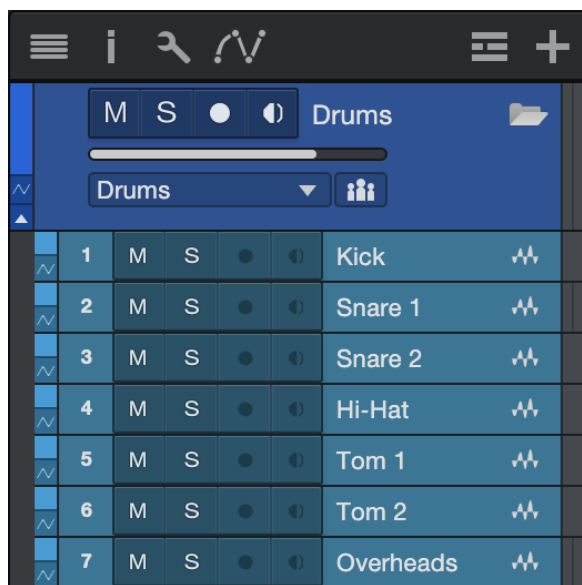 M S Drums
Drums
1 M S Kick
2 M S Snare 1
3 M S Snare 2
4 M S Hi-Hat
5 M S Tom 1
6 M S Tom 2
7 M S Overheads